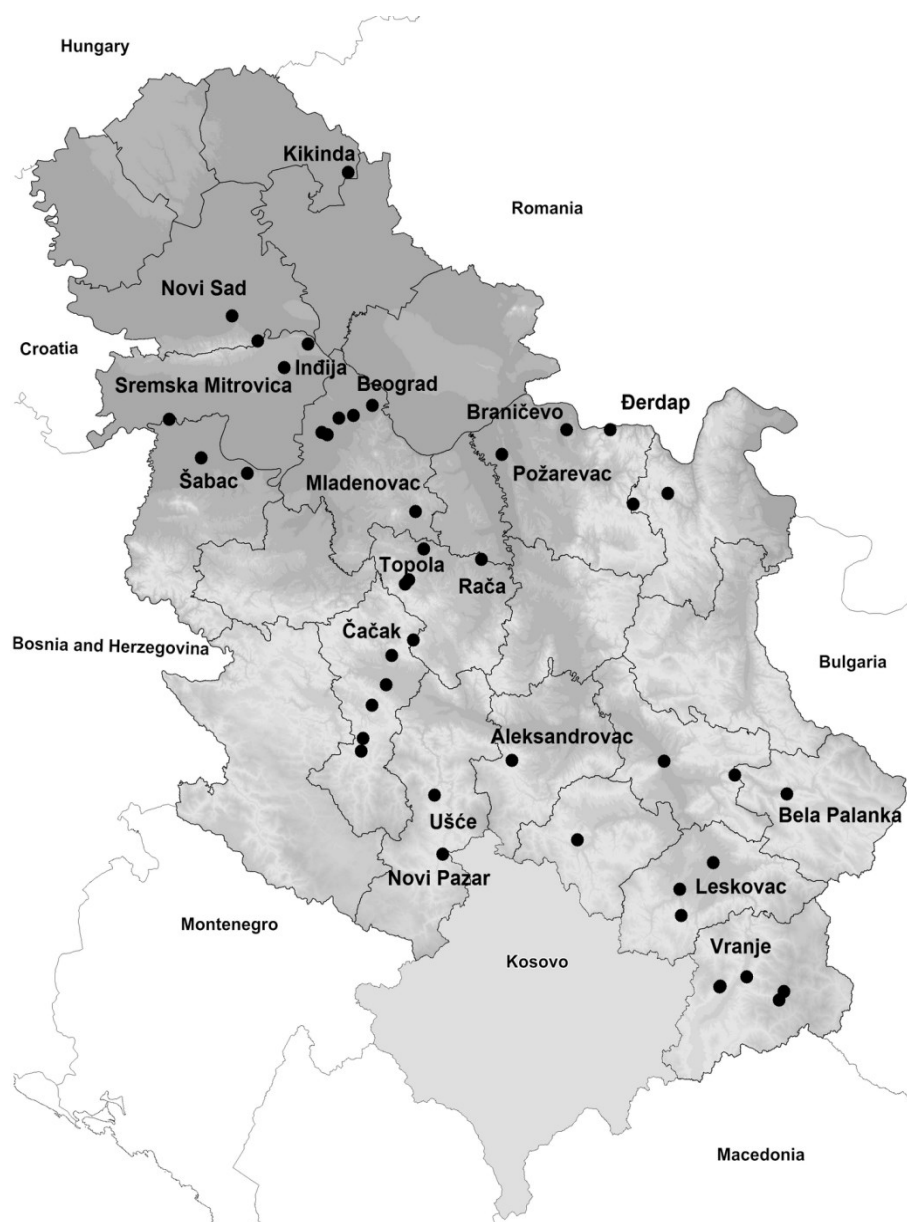 Hungary
Kikinda
Romania
Novi Sad
Croatia
Inđija
Sremska Mitrovica
Beograd
Braničevo
Đerdap
Šabac
Mladenovac
Požarevac
Topola
Rača
Čačak
Bosnia and Herzegovina
Bulgaria
Aleksandrovac
Ušće
Bela Palanka
Novi Pazar
Leskovac
Montenegro
Vranje
Kosovo
Macedonia